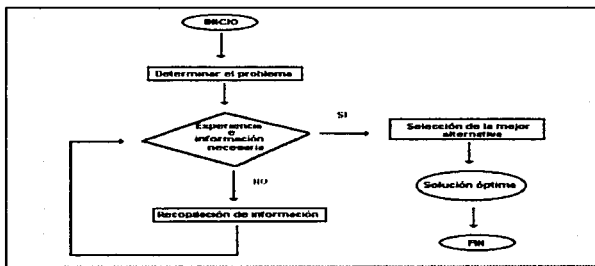 INICIO
Determinar el problema
SI
Experiencia
e
información
necesaria
Selección de la mejor
alternativa
NO
Solución óptima
Recopilación de información
FIN